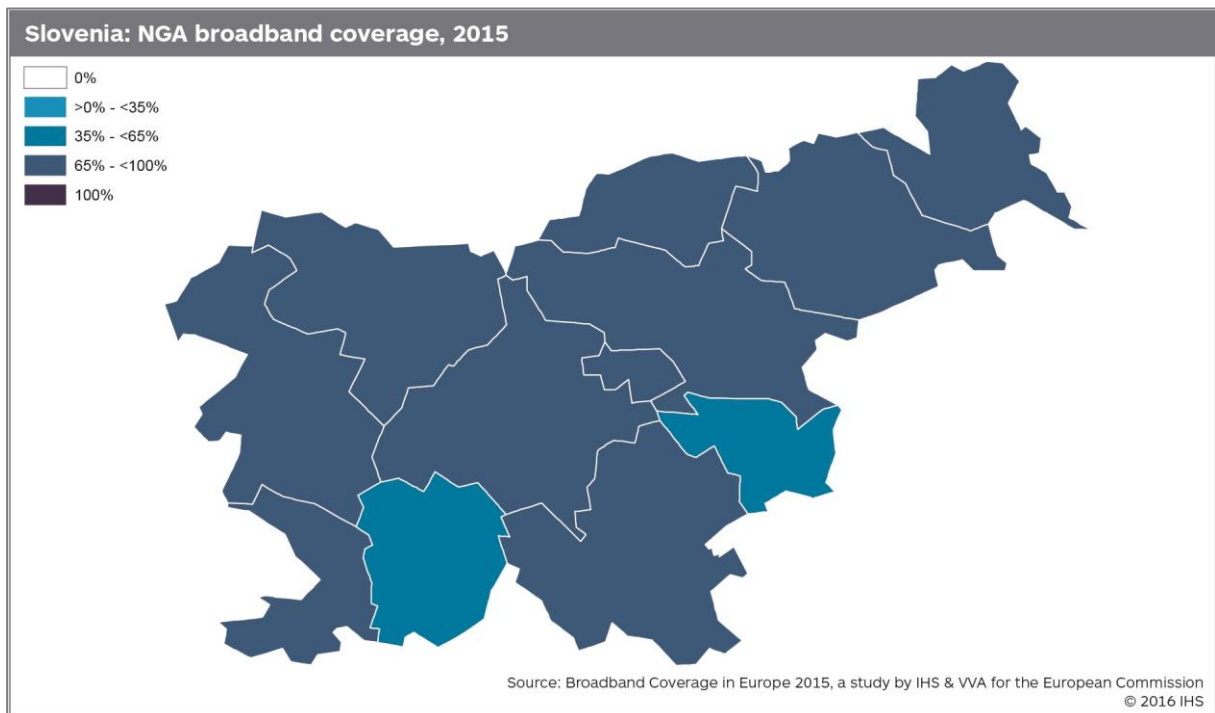 Slovenia: NGA broadband coverage, 2015
0%
>0% - <35%
35% - <65%
65% - <100%
100%
Source: Broadband Coverage in Europe 2015, a study by IHS & VVA for the European Commission
© 2016 IHS